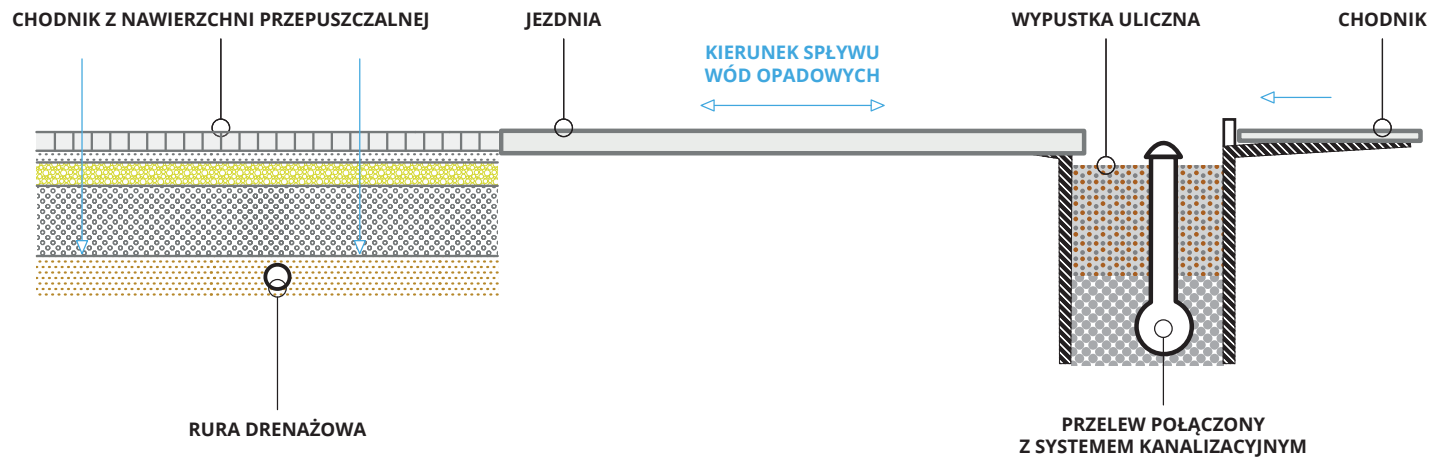 CHODNIK Z NAWIERZCHNI PRZEPUSZCZALNEJ
JEZDNIA
WYPUSTKA ULICZNA
CHODNIK
KIERUNEK SPŁYWU
WÓD OPADOWYCH
RURA DRENAŻOWA
PRZELEW POŁĄCZONY
Z SYSTEMEM KANALIZACYJNYM